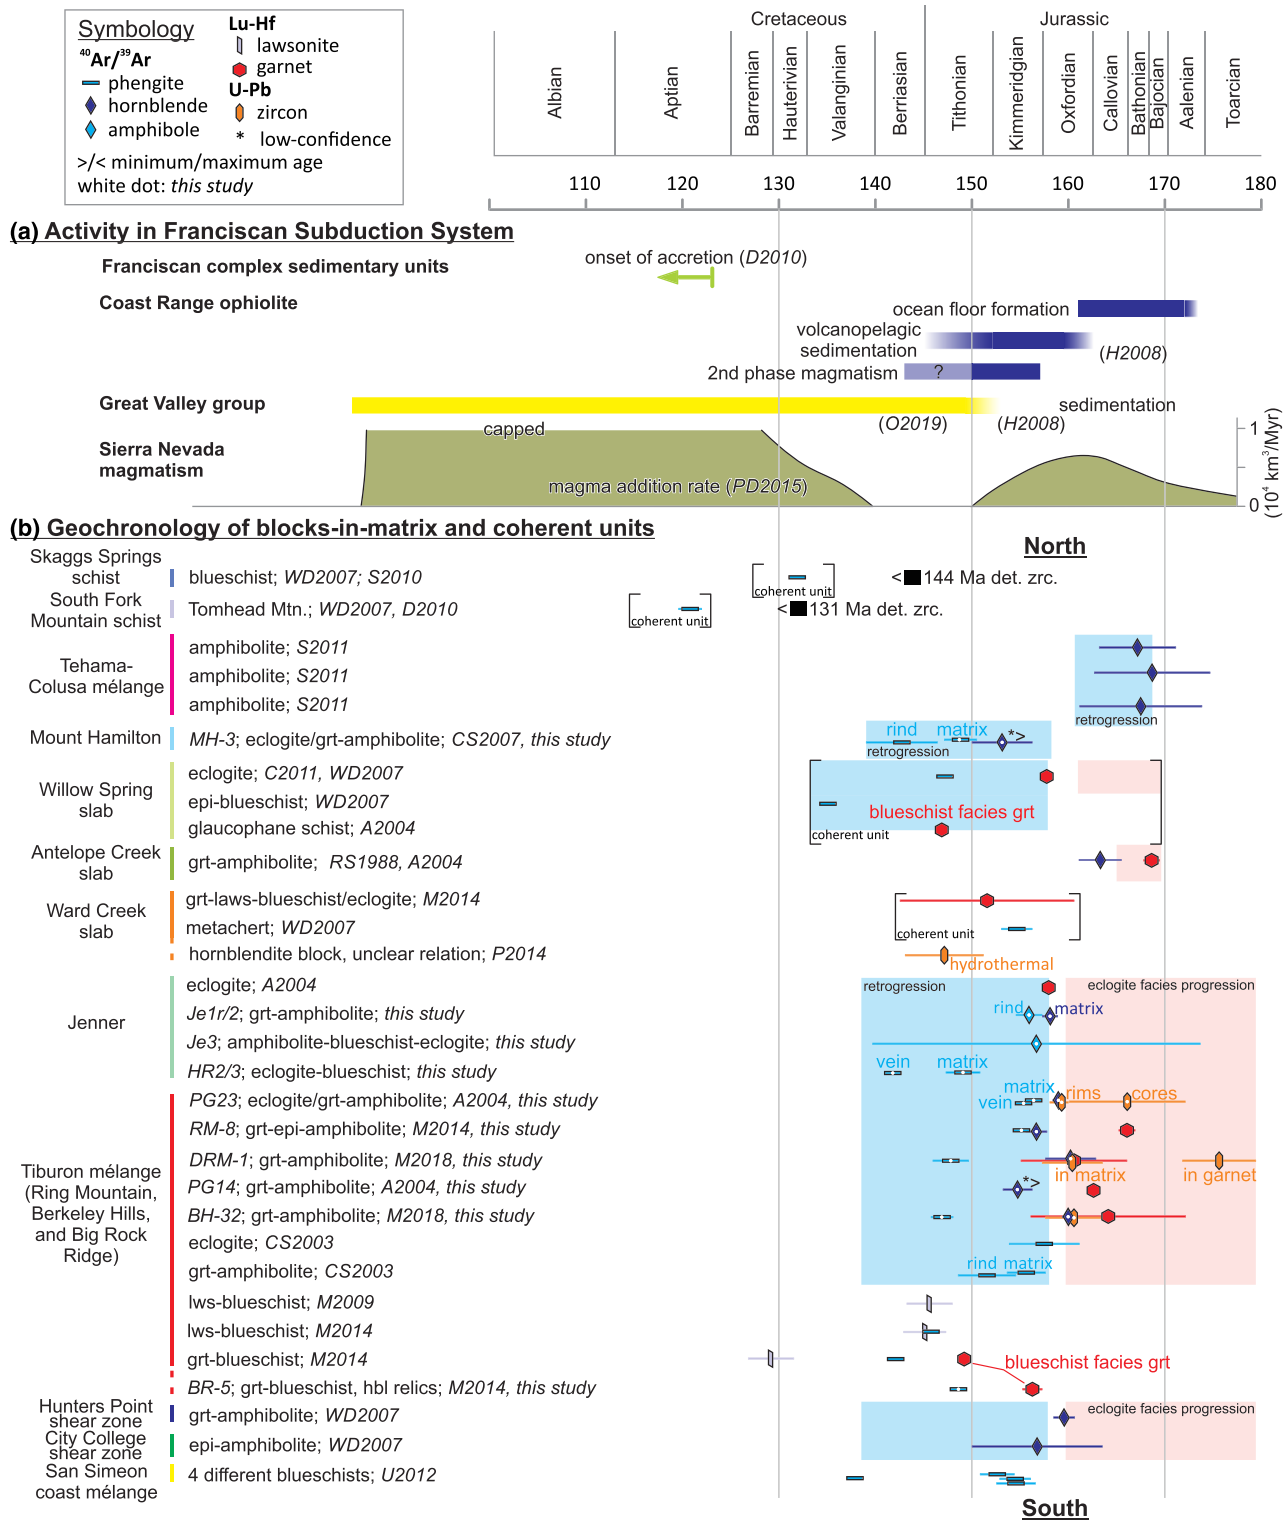 Symbology
40Ar/39Ar
phengite
hornblende
amphibole
Lu-Hf
lawsonite
garnet
U-Pb
zircon
* low-confidence
>/< minimum/maximum age
white dot: this study
Cretaceous
Jurassic
Albian
Aptian
Barremian
Hauterivian
Valanginian
Berriasian
Tithonian
Kimmeridgian
Oxfordian
Callovian
Bathonian
Bajocian
Aalenian
Toarcian
110 120 130 140 150 160 170 180
(a) Activity in Franciscan Subduction System
Franciscan complex sedimentary units
onset of accretion (D2010)
Coast Range ophiolite
ocean floor formation
volcanopelagic
sedimentation
(H2008)
2nd phase magmatism
?
Great Valley group
sedimentation
(O2019)
(H2008)
capped
Sierra Nevada
magmatism
magma addition rate (PD2015)
1
0
(10⁴ km³/Myr)
(b) Geochronology of blocks-in-matrix and coherent units
North
Skaggs Springs
schist
blueschist; WD2007; S2010
coherent unit
< 144 Ma det. zrc.
South Fork
Mountain schist
Tomhead Mtn.; WD2007, D2010
coherent unit
< 131 Ma det. zrc.
Tehama-
Colusa mélange
amphibolite; S2011
amphibolite; S2011
amphibolite; S2011
retrogression
Mount Hamilton
MH-3; eclogite/grt-amphibolite; CS2007, this study
rind
matrix
*>
retrogression
Willow Spring
slab
eclogite; C2011, WD2007
epi-blueschist; WD2007
glaucophane schist; A2004
blueschist facies grt
coherent unit
Antelope Creek
slab
grt-amphibolite; RS1988, A2004
Ward Creek
slab
grt-laws-blueschist/eclogite; M2014
metachert; WD2007
coherent unit
hornblendite block, unclear relation; P2014
hydrothermal
Jenner
eclogite; A2004
retrogression
eclogite facies progression
Je1r/2; grt-amphibolite; this study
rind
matrix
Je3; amphibolite-blueschist-eclogite; this study
HR2/3; eclogite-blueschist; this study
vein
matrix
Tiburon mélange
(Ring Mountain,
Berkeley Hills,
and Big Rock
Ridge)
PG23; eclogite/grt-amphibolite; A2004, this study
matrix
vein
rims
cores
RM-8; grt-epi-amphibolite; M2014, this study
DRM-1; grt-amphibolite; M2018, this study
in matrix
in garnet
PG14; grt-amphibolite; A2004, this study
*>
BH-32; grt-amphibolite; M2018, this study
eclogite; CS2003
grt-amphibolite; CS2003
rind matrix
lws-blueschist; M2009
lws-blueschist; M2014
grt-blueschist; M2014
blueschist facies grt
BR-5; grt-blueschist, hbl relics; M2014, this study
Hunters Point
shear zone
grt-amphibolite; WD2007
eclogite facies progression
City College
shear zone
epi-amphibolite; WD2007
San Simeon
coast mélange
4 different blueschists; U2012
South